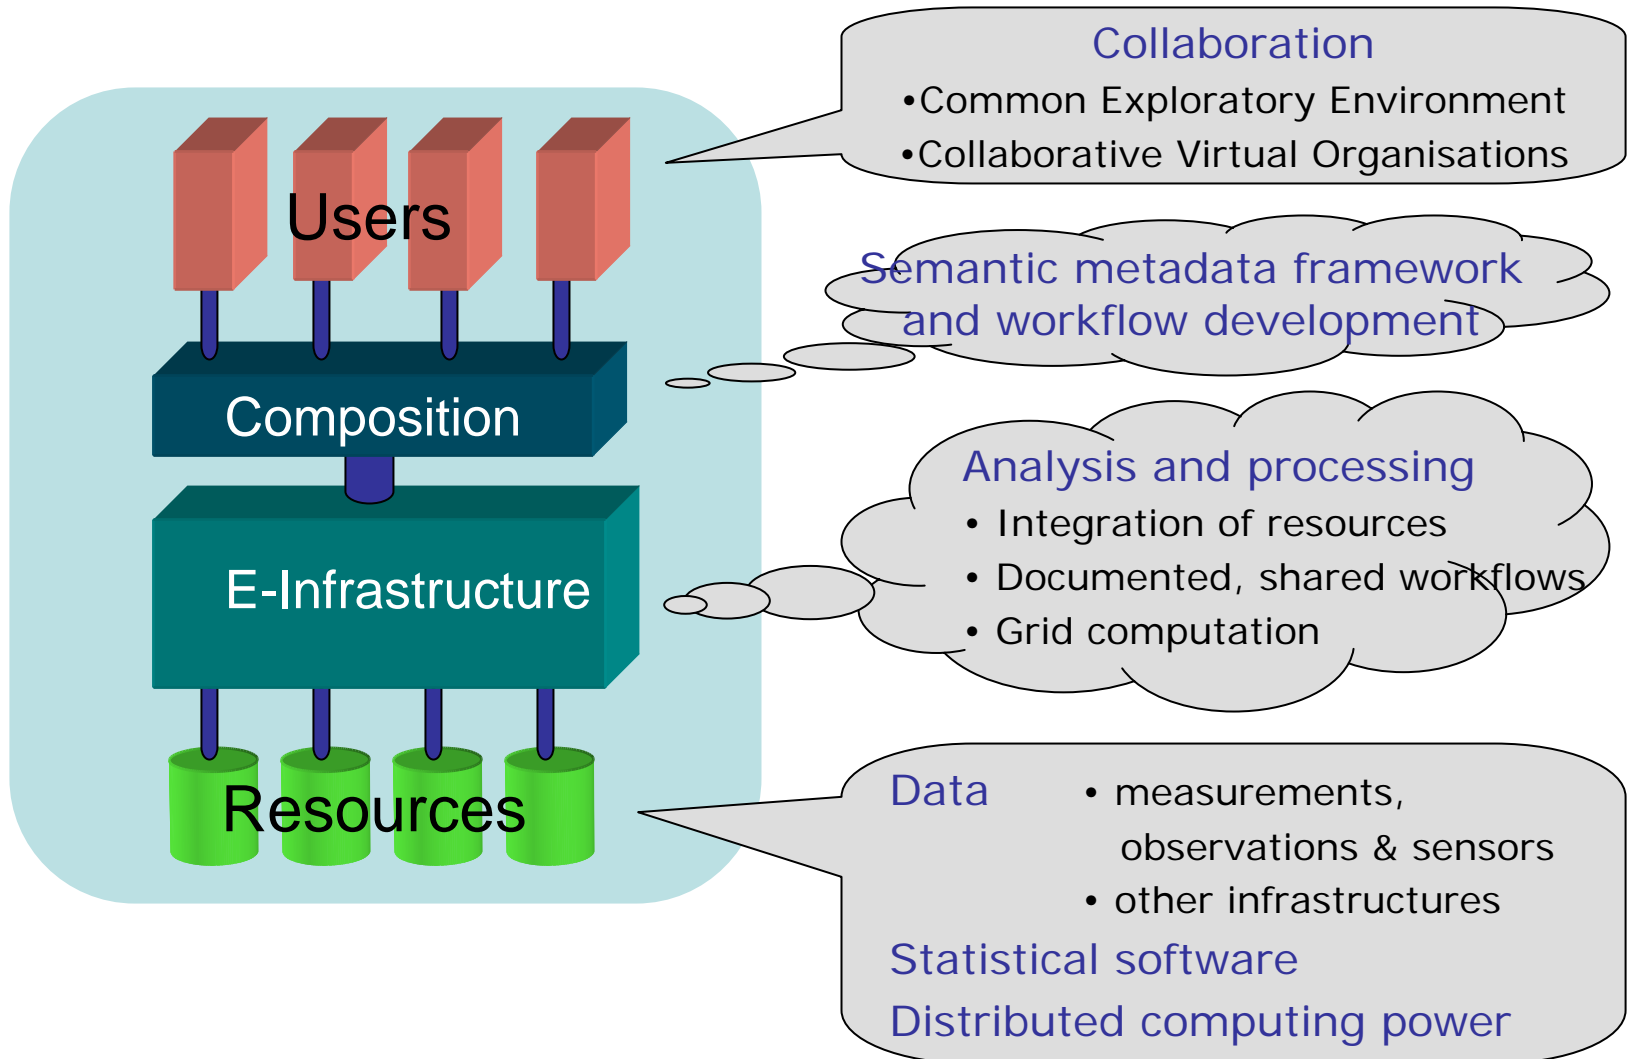 Collaboration
•Common Exploratory Environment
•Collaborative Virtual Organisations
Users
Semantic metadata framework
and workflow development
Composition
Analysis and processing
• Integration of resources
• Documented, shared workflows
• Grid computation
E-Infrastructure
Resources
Data • measurements,
observations & sensors
• other infrastructures
Statistical software
Distributed computing power